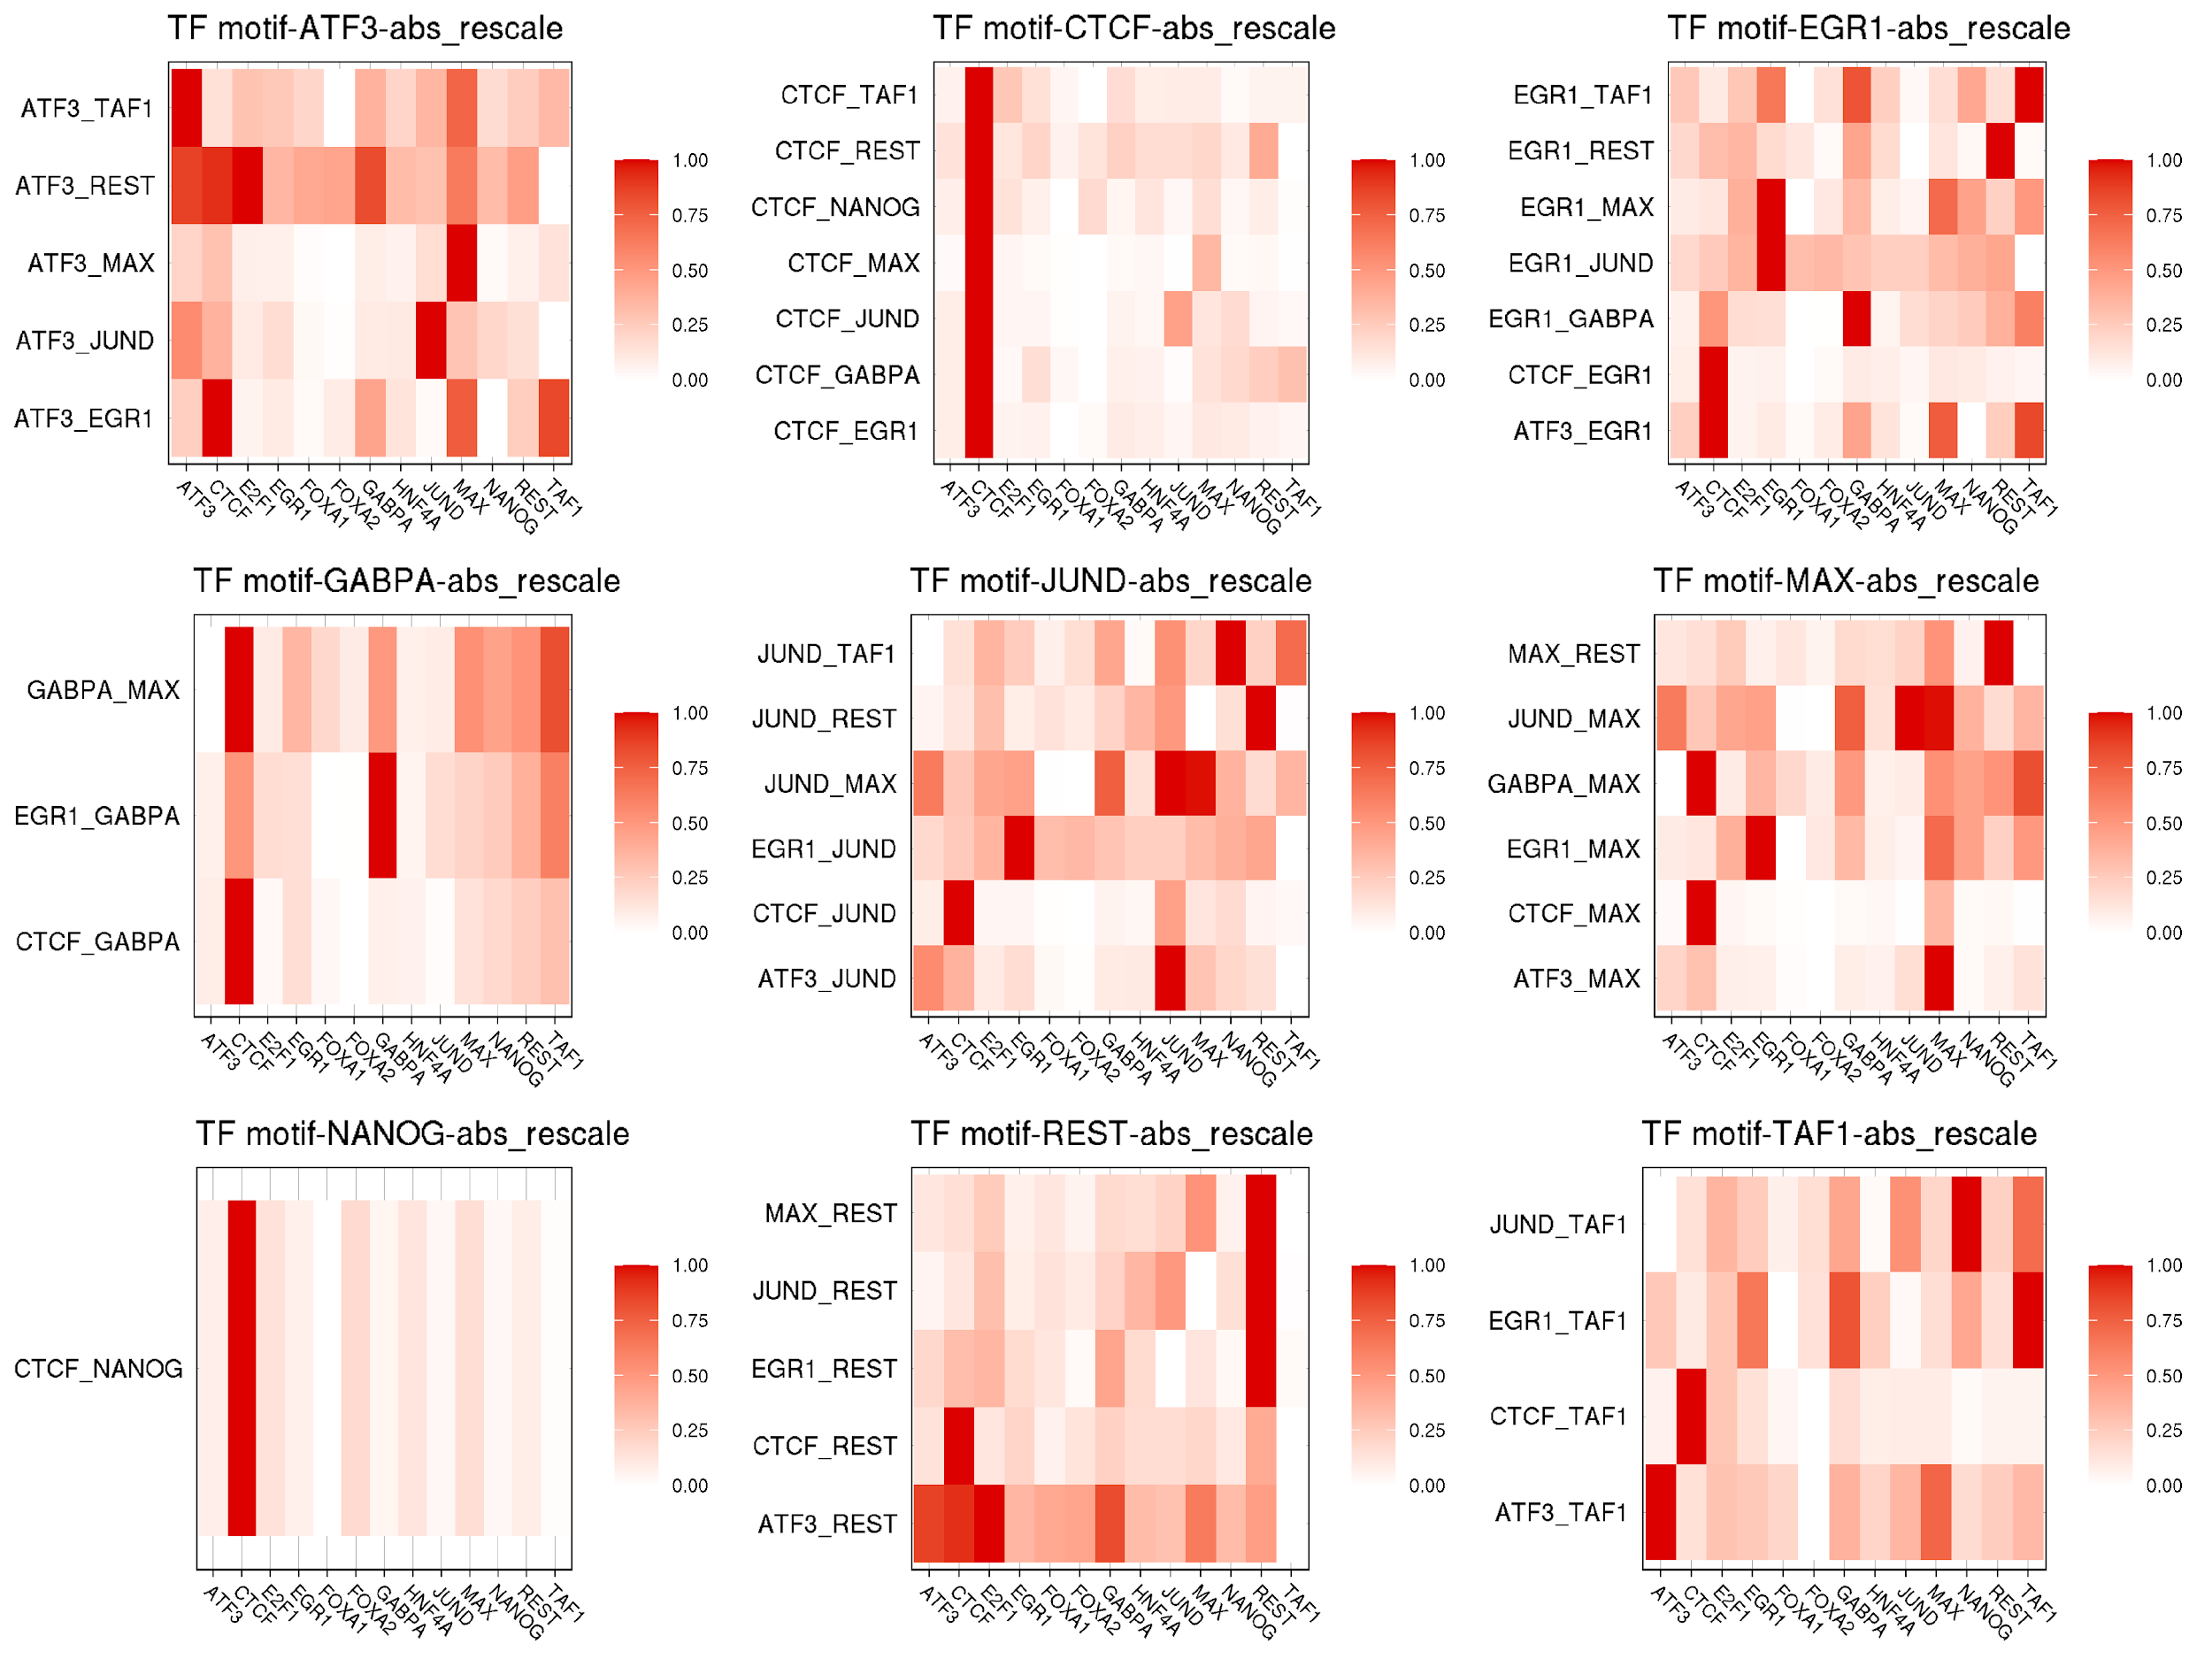 TF motif-ATF3-abs_rescale
ATF3_TAF1
ATF3_REST
ATF3_MAX
ATF3_JUND
ATF3_EGR1
ATF3 CTCF E2F1 EGR1 FOXA1 FOXA2 GABPA HNF4A JUND MAX NANOG REST TAF1
1.00
0.75
0.50
0.25
0.00
TF motif-CTCF-abs_rescale
CTCF_TAF1
CTCF_REST
CTCF_NANOG
CTCF_MAX
CTCF_JUND
CTCF_GABPA
CTCF_EGR1
ATF3 CTCF E2F1 EGR1 FOXA1 FOXA2 GABPA HNF4A JUND MAX NANOG REST TAF1
1.00
0.75
0.50
0.25
0.00
TF motif-EGR1-abs_rescale
EGR1_TAF1
EGR1_REST
EGR1_MAX
EGR1_JUND
EGR1_GABPA
CTCF_EGR1
ATF3_EGR1
ATF3 CTCF E2F1 EGR1 FOXA1 FOXA2 GABPA HNF4A JUND MAX NANOG REST TAF1
1.00
0.75
0.50
0.25
0.00
TF motif-GABPA-abs_rescale
GABPA_MAX
EGR1_GABPA
CTCF_GABPA
ATF3 CTCF E2F1 EGR1 FOXA1 FOXA2 GABPA HNF4A JUND MAX NANOG REST TAF1
1.00
0.75
0.50
0.25
0.00
TF motif-JUND-abs_rescale
JUND_TAF1
JUND_REST
JUND_MAX
EGR1_JUND
CTCF_JUND
ATF3_JUND
ATF3 CTCF E2F1 EGR1 FOXA1 FOXA2 GABPA HNF4A JUND MAX NANOG REST TAF1
1.00
0.75
0.50
0.25
0.00
TF motif-MAX-abs_rescale
MAX_REST
JUND_MAX
GABPA_MAX
EGR1_MAX
CTCF_MAX
ATF3_MAX
ATF3 CTCF E2F1 EGR1 FOXA1 FOXA2 GABPA HNF4A JUND MAX NANOG REST TAF1
1.00
0.75
0.50
0.25
0.00
TF motif-NANOG-abs_rescale
CTCF_NANOG
ATF3 CTCF E2F1 EGR1 FOXA1 FOXA2 GABPA HNF4A JUND MAX NANOG REST TAF1
1.00
0.75
0.50
0.25
0.00
TF motif-REST-abs_rescale
MAX_REST
JUND_REST
EGR1_REST
CTCF_REST
ATF3_REST
ATF3 CTCF E2F1 EGR1 FOXA1 FOXA2 GABPA HNF4A JUND MAX NANOG REST TAF1
1.00
0.75
0.50
0.25
0.00
TF motif-TAF1-abs_rescale
JUND_TAF1
EGR1_TAF1
CTCF_TAF1
ATF3_TAF1
ATF3 CTCF E2F1 EGR1 FOXA1 FOXA2 GABPA HNF4A JUND MAX NANOG REST TAF1
1.00
0.75
0.50
0.25
0.00